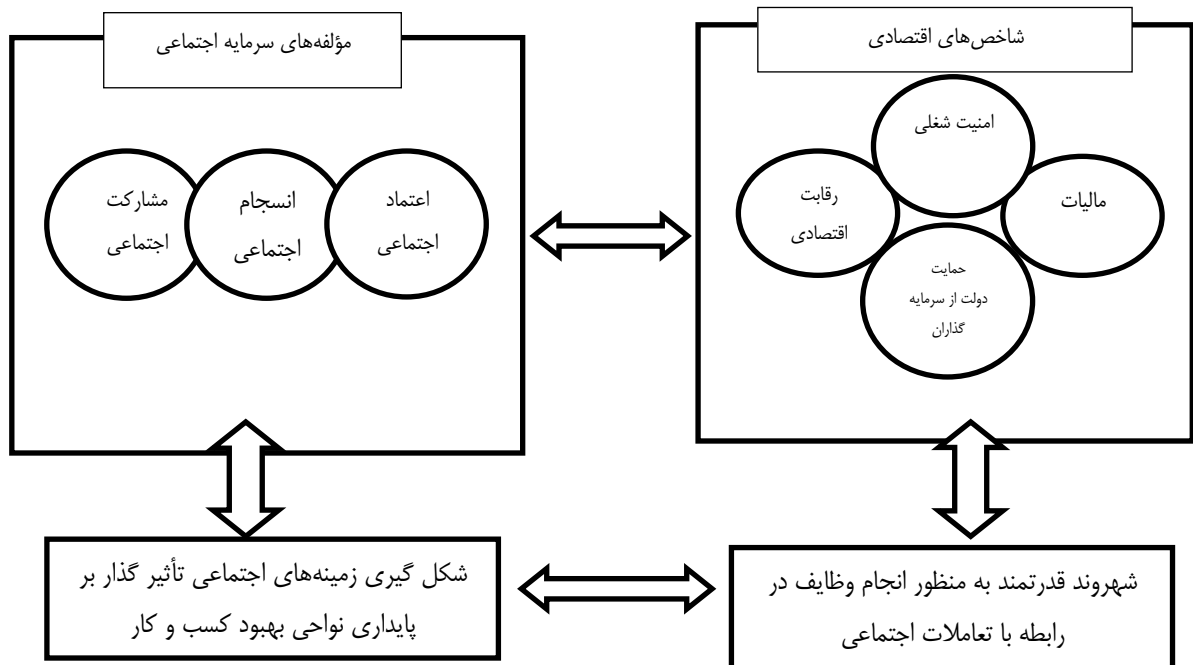 شاخص‌های اقتصادی
امنیت شغلی
مالیات
رقابت
اقتصادی
حمایت
دولت از سرمایه
گذاران
مؤلفه‌های سرمایه اجتماعی
اعتماد
اجتماعی
انسجام
اجتماعی
مشارکت
اجتماعی
شهروند قدرتمند به منظور انجام وظایف در
رابطه با تعاملات اجتماعی
شکل گیری زمینه‌های اجتماعی تأثیر گذار بر
پایداری نواحی بهبود کسب و کار